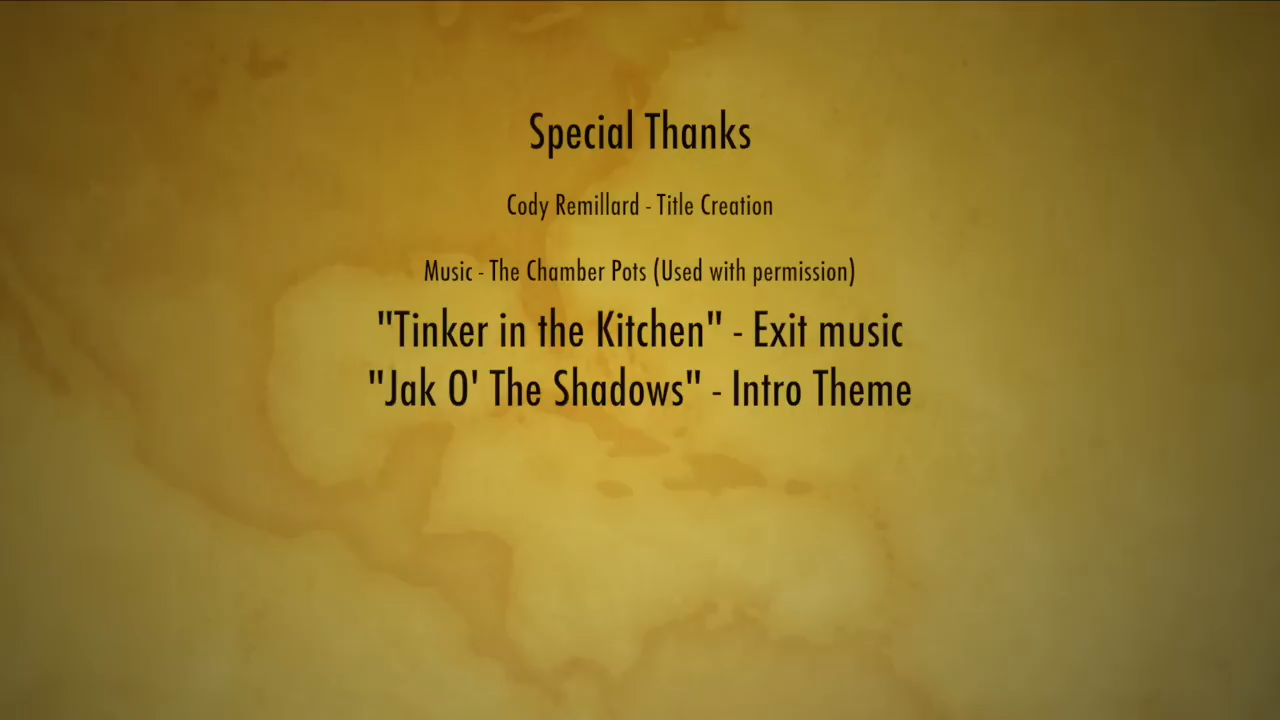 Special Thanks
Cody Remillard - Title Creation
Music - The Chamber Pots (Used with permission)
"Tinker in the Kitchen" - Exit music
"Jak O' The Shadows" - Intro Theme